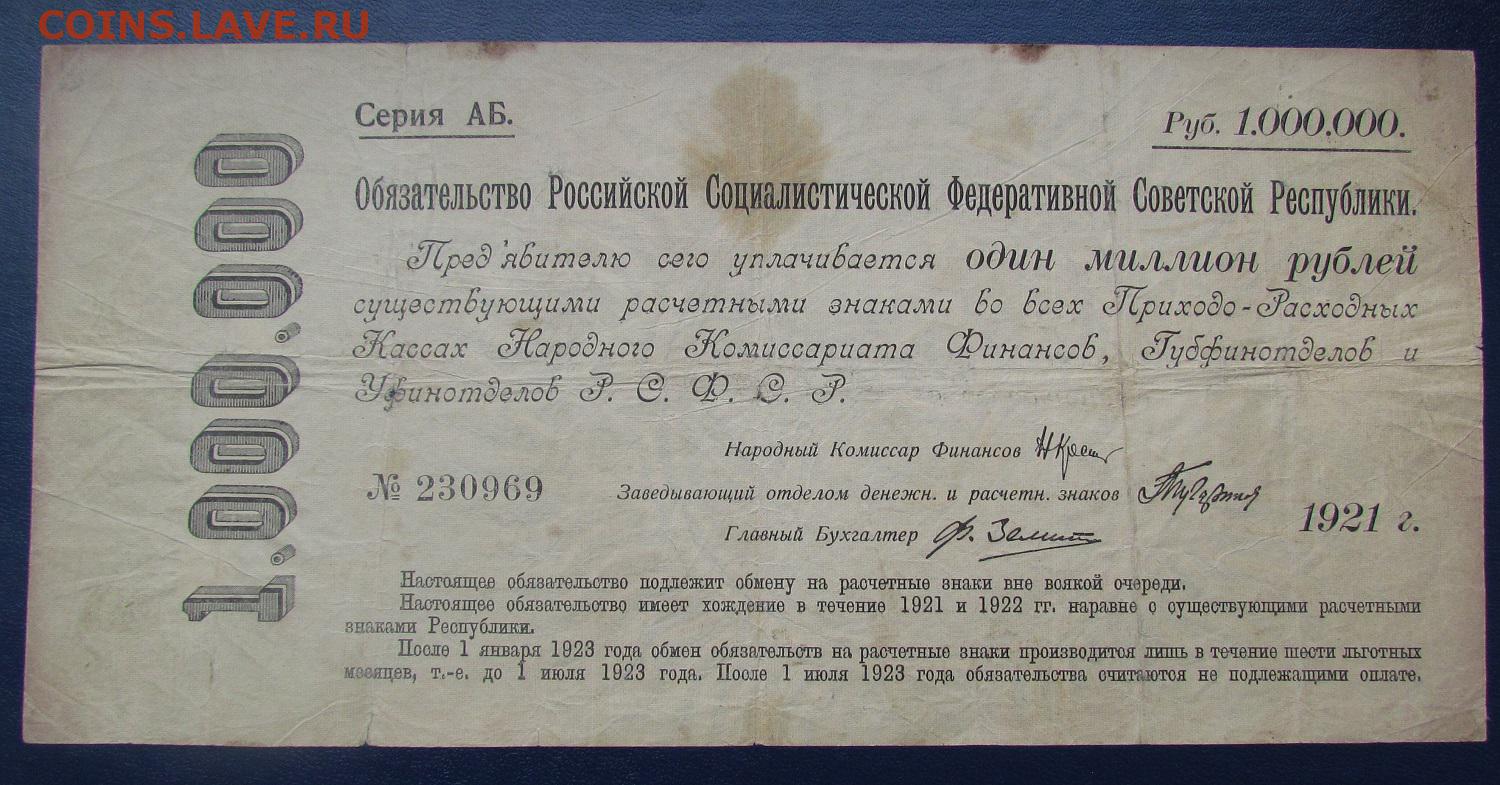 COINS.LAVE.RU
Серия АБ.
Руб. 1.000.000.
1.000.000
Обязательство Российской Социалистической Федеративной Советской Республики.
Пред'явителю сего уплачивается один миллион рублей
существующими расчетными знаками во всех Приходо-Расходных
Кассах Народного Комиссариата Финансов, Губфинотделов и
Уфинотделов Р. С. Ф. С. Р.
Народный Комиссар Финансов
№ 230969
Заведывающий отделом денежн. и расчетн. знаков
1921 г.
Главный Бухгалтер
Настоящее обязательство подлежит обмену на расчетные знаки вне всякой очереди.
Настоящее обязательство имеет хождение в течение 1921 и 1922 гг. наравне с существующими расчетными
знаками Республики.
После 1 января 1923 года обмен обязательств на расчетные знаки производится лишь в течение шести льготных
месяцев, т.-е. до 1 июля 1923 года. После 1 июля 1923 года обязательства считаются не подлежащими оплате.